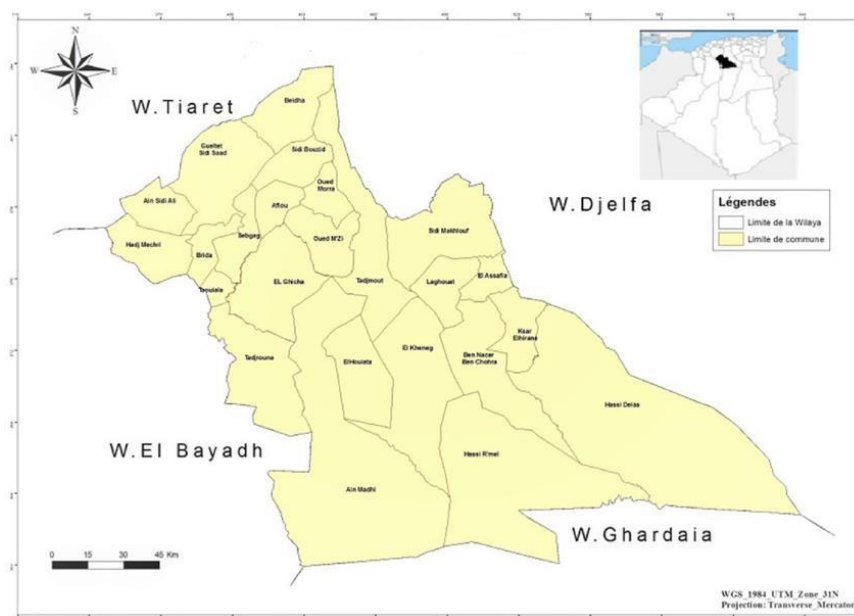 N
W E
S
W.Tiaret
Beidha
Gueltet
Sidi Saad
Sidi Bouzid
Oued
Morra
Ain Sidi Ali
Aflou
W.Djelfa
Légendes
Limite de la Wilaya
Limite de commune
Hadj Mechri
Brida
Sebgag
Oued M'Zi
Sidi Makhlouf
Taouiala
EL Ghicha
Tadjmout
Laghouat
El Assafia
Tadjrouna
ElHouiata
El Kheneg
Ben Nacer
Ben Chohra
Ksar
Elhirane
Hassi Delaa
W.El Bayadh
Hassi R'mel
Ain Madhi
W.Ghardaia
0 15 30 45 Km
WGS_1984_UTM_Zone_31N
Projection: Transverse_Mercator